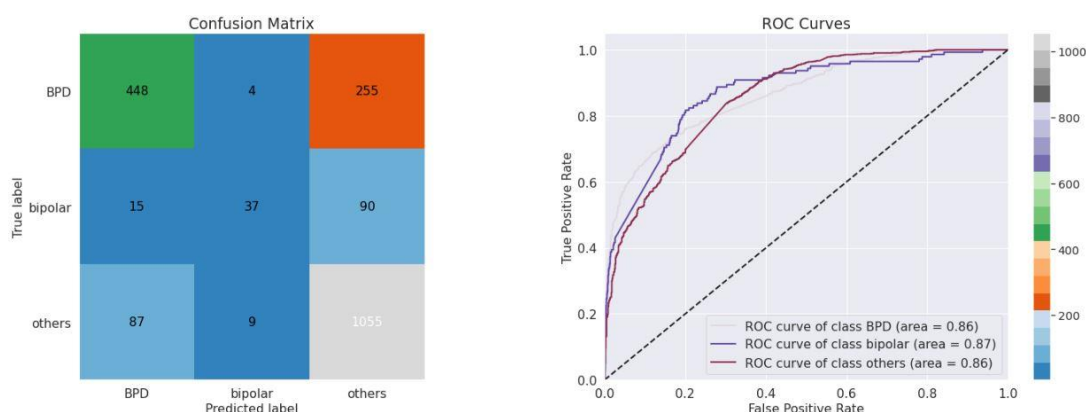 Confusion Matrix
BPD
448
4
255
bipolar
15
37
90
others
87
9
1055
BPD
bipolar
others
True label
Predicted label
ROC Curves
1.0
0.8
0.6
0.4
0.2
0.0
True Positive Rate
ROC curve of class BPD (area = 0.86)
ROC curve of class bipolar (area = 0.87)
ROC curve of class others (area = 0.86)
0.0
0.2
0.4
0.6
0.8
1.0
False Positive Rate
1000
800
600
400
200